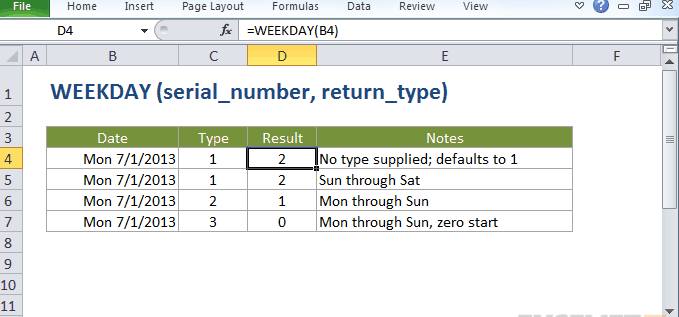 File Home Insert Page Layout Formulas Data Review View
D4 fx =WEEKDAY(B4)
A B C D E F
1 WEEKDAY (serial_number, return_type)
2
3 Date Type Result Notes
4 Mon 7/1/2013 1 2 No type supplied; defaults to 1
5 Mon 7/1/2013 1 2 Sun through Sat
6 Mon 7/1/2013 2 1 Mon through Sun
7 Mon 7/1/2013 3 0 Mon through Sun, zero start
8
9
10
11